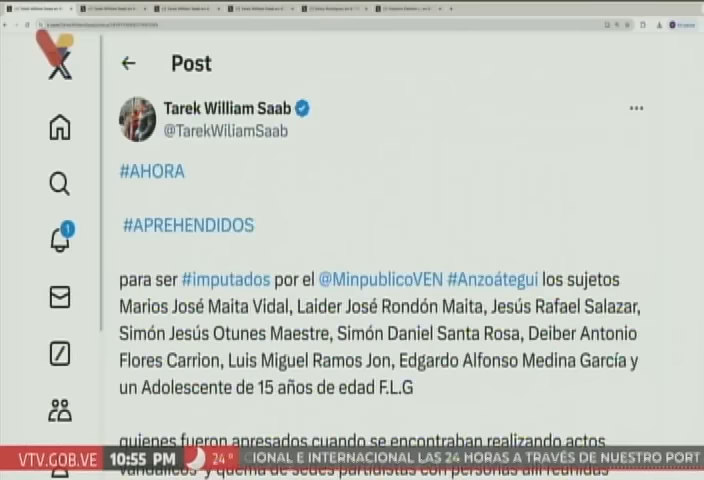 Post
Tarek William Saab
@TarekWiliamSaab
#AHORA
#APREHENDIDOS
para ser #imputados por el @MinpublicoVEN #Anzoátegui los sujetos
Marios José Maita Vidal, Laider José Rondón Maita, Jesús Rafael Salazar,
Simón Jesús Otunes Maestre, Simón Daniel Santa Rosa, Deiber Antonio
Flores Carrion, Luis Miguel Ramos Jon, Edgardo Alfonso Medina García y
un Adolescente de 15 años de edad F.L.G
quienes fueron apresados cuando se encontraban realizando actos
vandálicos y quema de sedes partidistas con personas allí reunidas
1
VTV.GOB.VE
10:55 PM
24°
CIONAL E INTERNACIONAL LAS 24 HORAS A TRAVÉS DE NUESTRO PORT